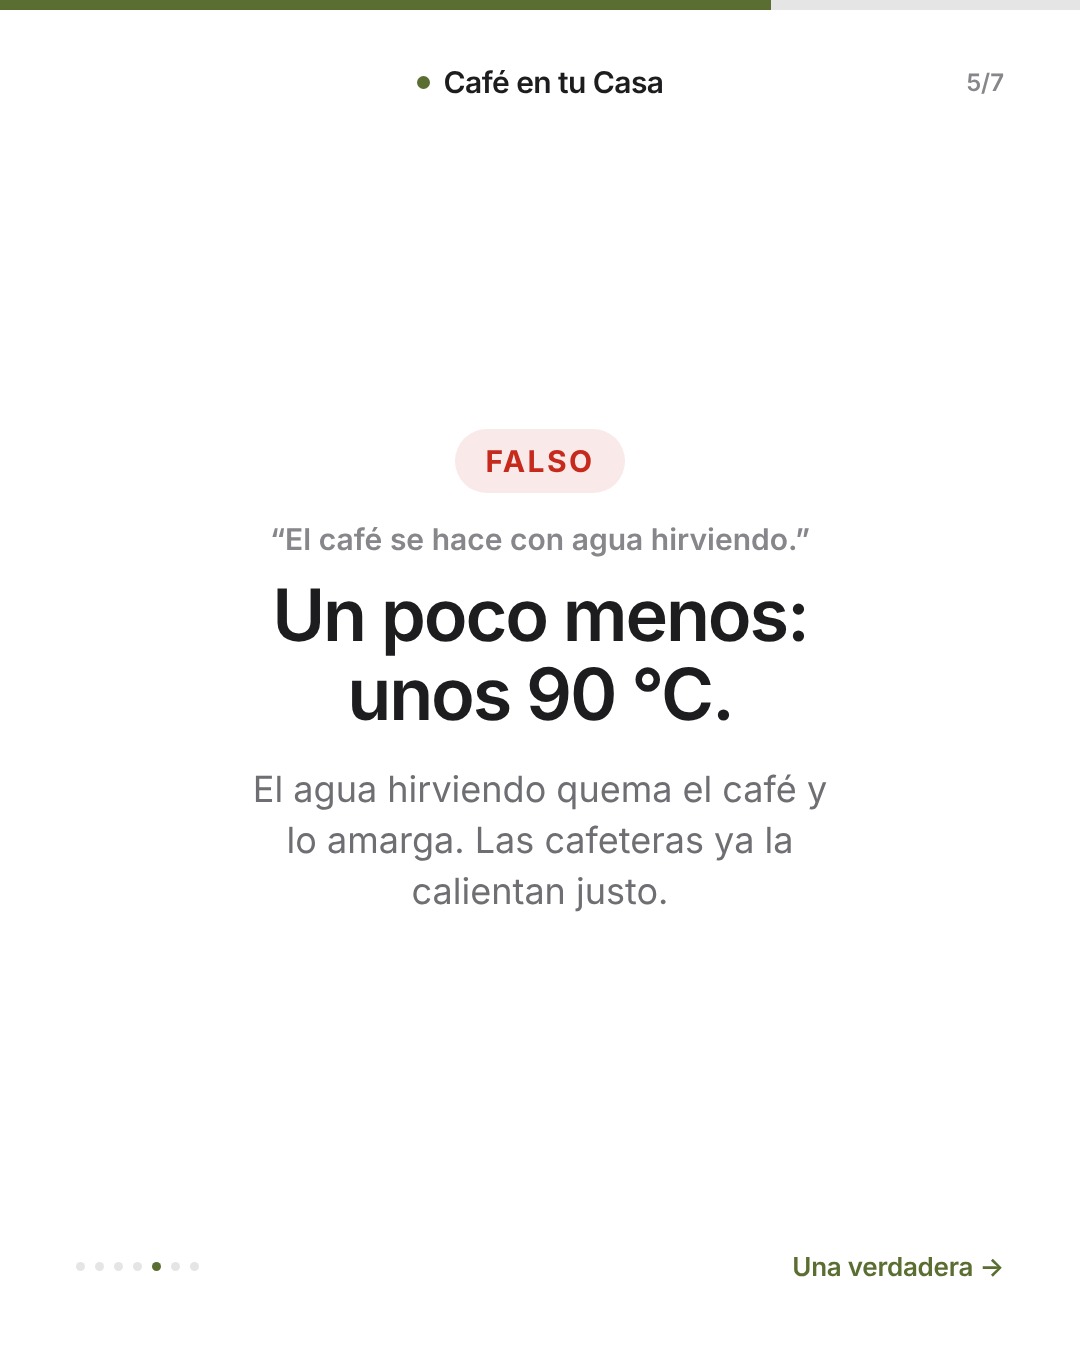 Café en tu Casa
5/7
FALSO
“El café se hace con agua hirviendo.”
Un poco menos:
unos 90 °C.
El agua hirviendo quema el café y
lo amarga. Las cafeteras ya la
calientan justo.
Una verdadera →